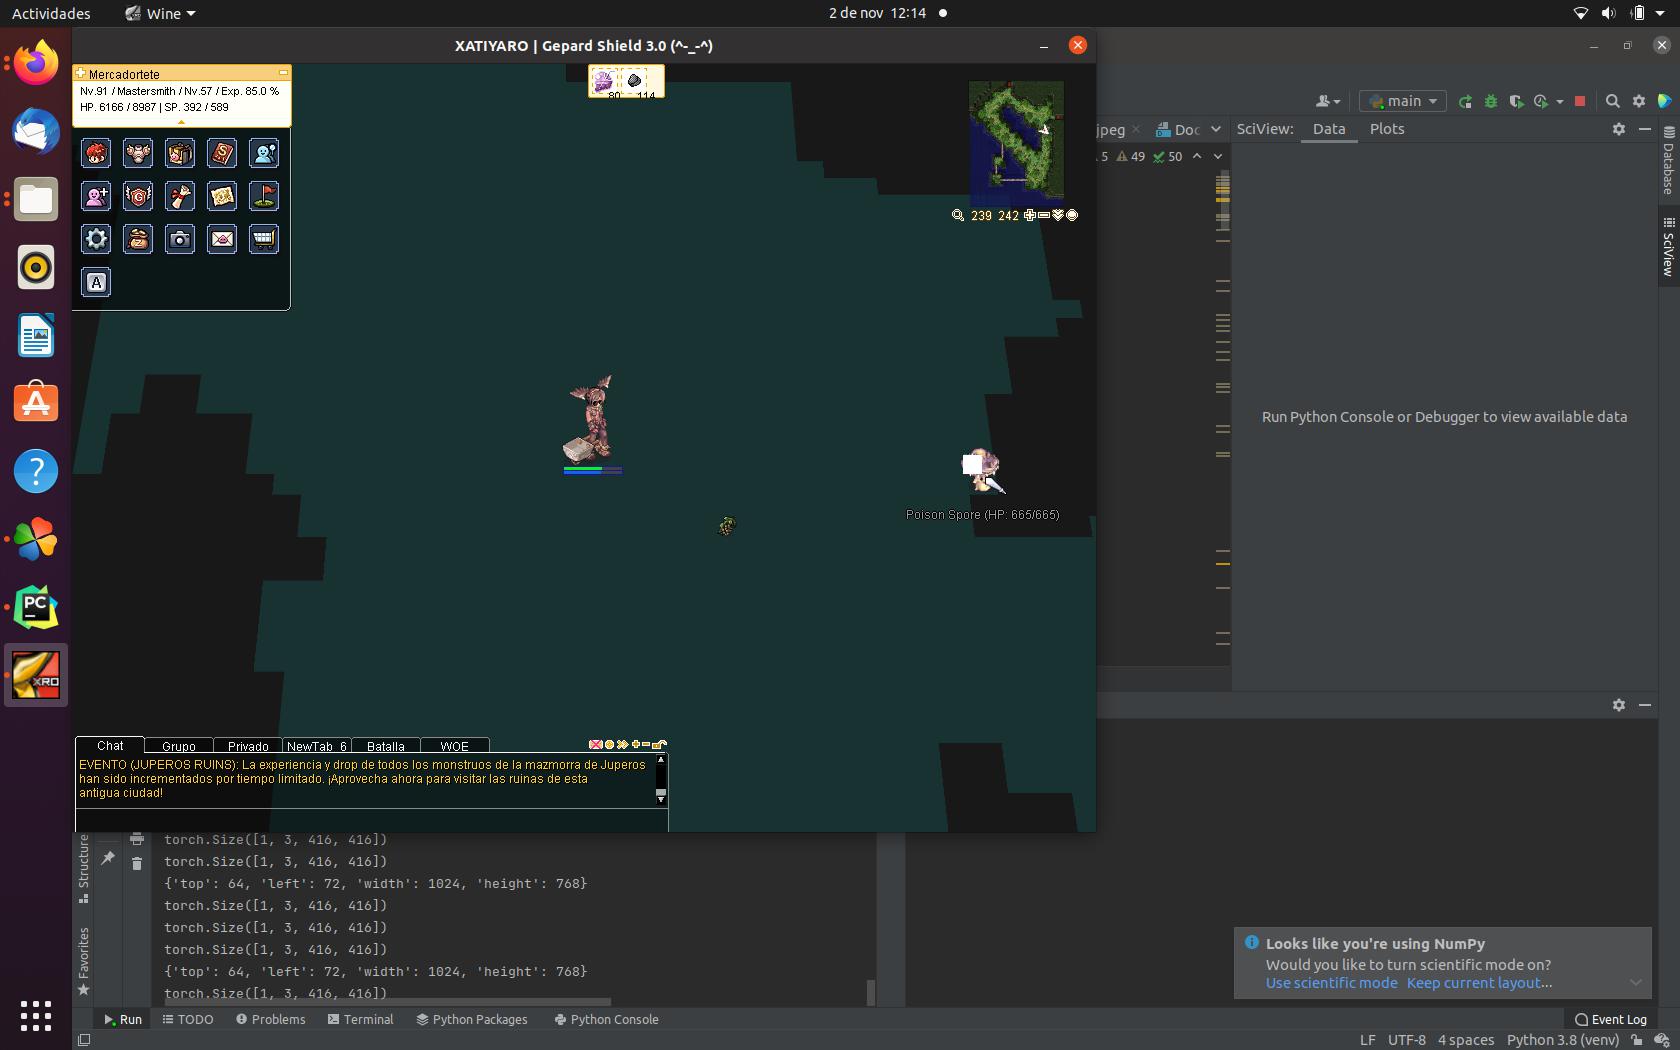 Actividades
Wine
2 de nov 12:14
XATIYARO | Gepard Shield 3.0 (^-_-^)
Mercadortete
Nv.91 / Mastersmith / Nv.57 / Exp. 85.0 %
HP. 6166 / 8987 | SP. 392 / 589
80 114
239 242
A
Poison Spore (HP: 665/665)
Chat Grupo Privado NewTab_6 Batalla WOE
EVENTO (JUPEROS RUINS): La experiencia y drop de todos los monstruos de la mazmorra de Juperos
han sido incrementados por tiempo limitado. ¡Aprovecha ahora para visitar las ruinas de esta
antigua ciudad!
main
jpeg Doc
SciView: Data Plots
5 49 50
Database
SciView
Run Python Console or Debugger to view available data
PC
XRO
Structure
Favorites
torch.Size([1, 3, 416, 416])
torch.Size([1, 3, 416, 416])
{'top': 64, 'left': 72, 'width': 1024, 'height': 768}
torch.Size([1, 3, 416, 416])
torch.Size([1, 3, 416, 416])
torch.Size([1, 3, 416, 416])
{'top': 64, 'left': 72, 'width': 1024, 'height': 768}
torch.Size([1, 3, 416, 416])
Looks like you're using NumPy
Would you like to turn scientific mode on?
Use scientific mode Keep current layout...
Run TODO Problems Terminal Python Packages Python Console
Event Log
LF UTF-8 4 spaces Python 3.8 (venv)